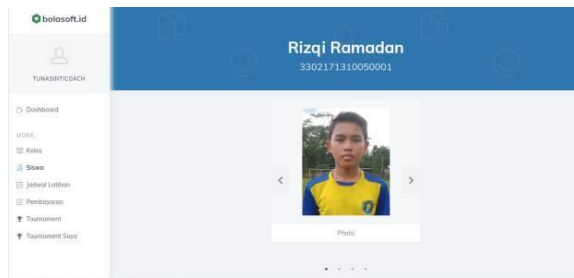 bolasoft.id
TUNASINTICOACH
Dashboard
MORE
Kelas
Siswa
Jadwal Latihan
Pembayaran
Tournament
Tournament Saya
Rizqi Ramadan
3302171310050001
Photo